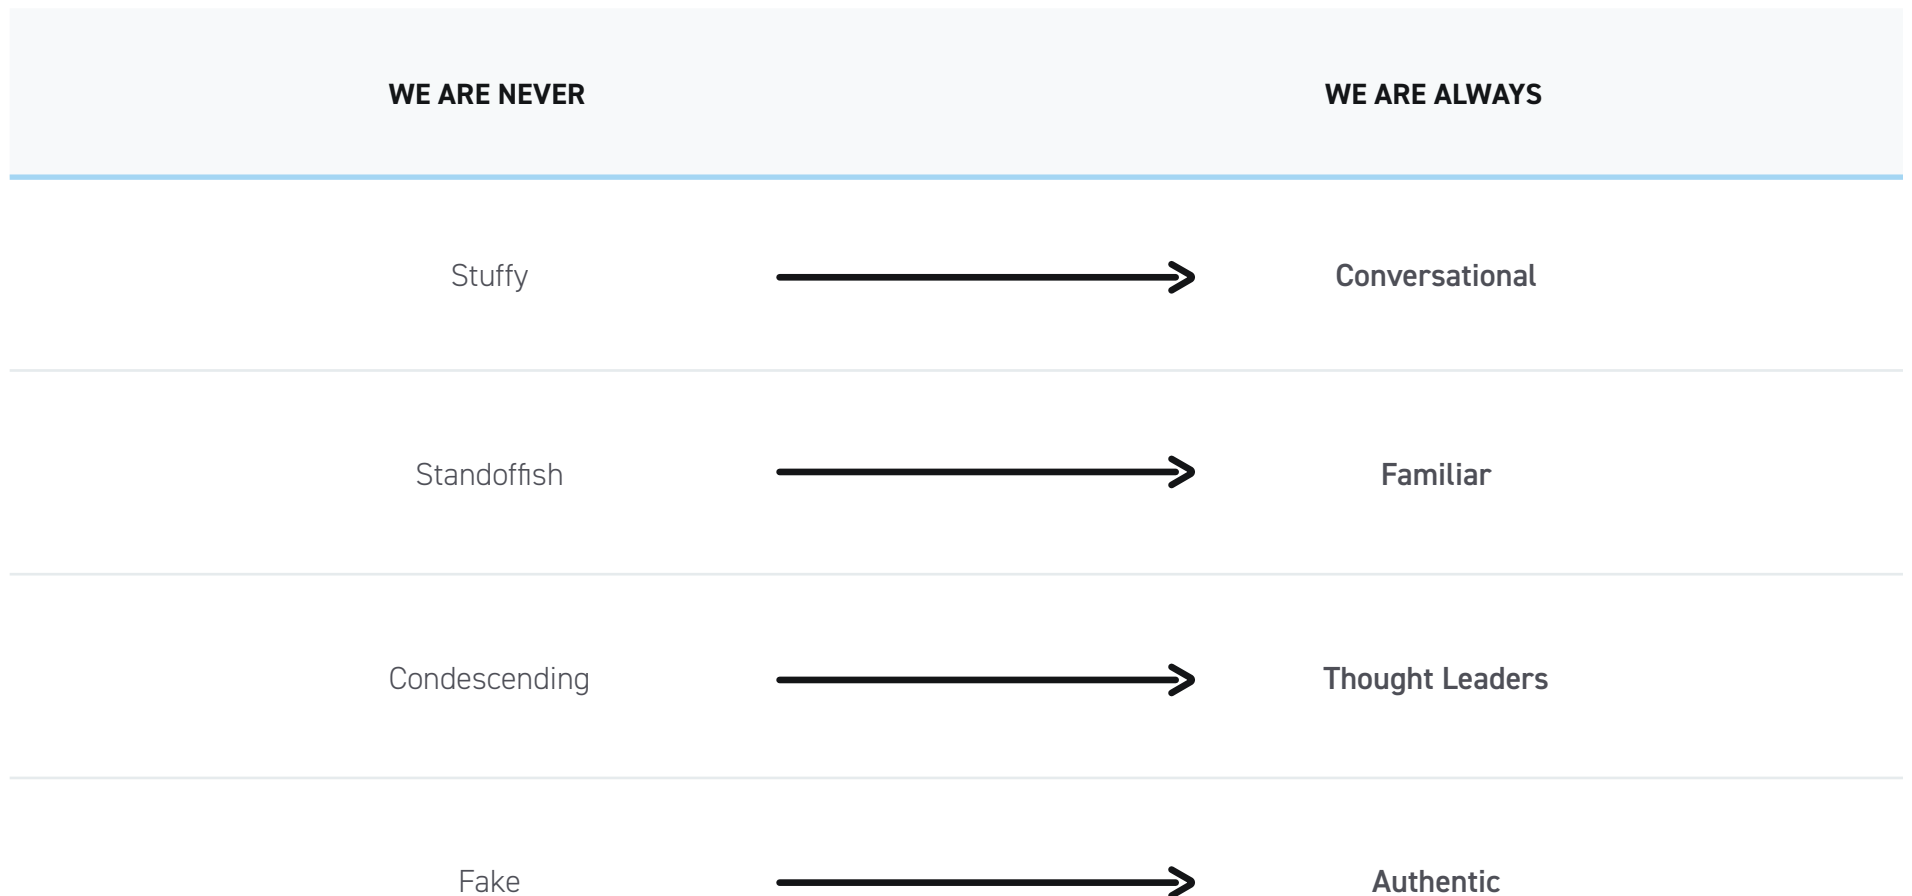 WE ARE NEVER WE ARE ALWAYS
Stuffy Conversational
Standoffish Familiar
Condescending Thought Leaders
Fake Authentic